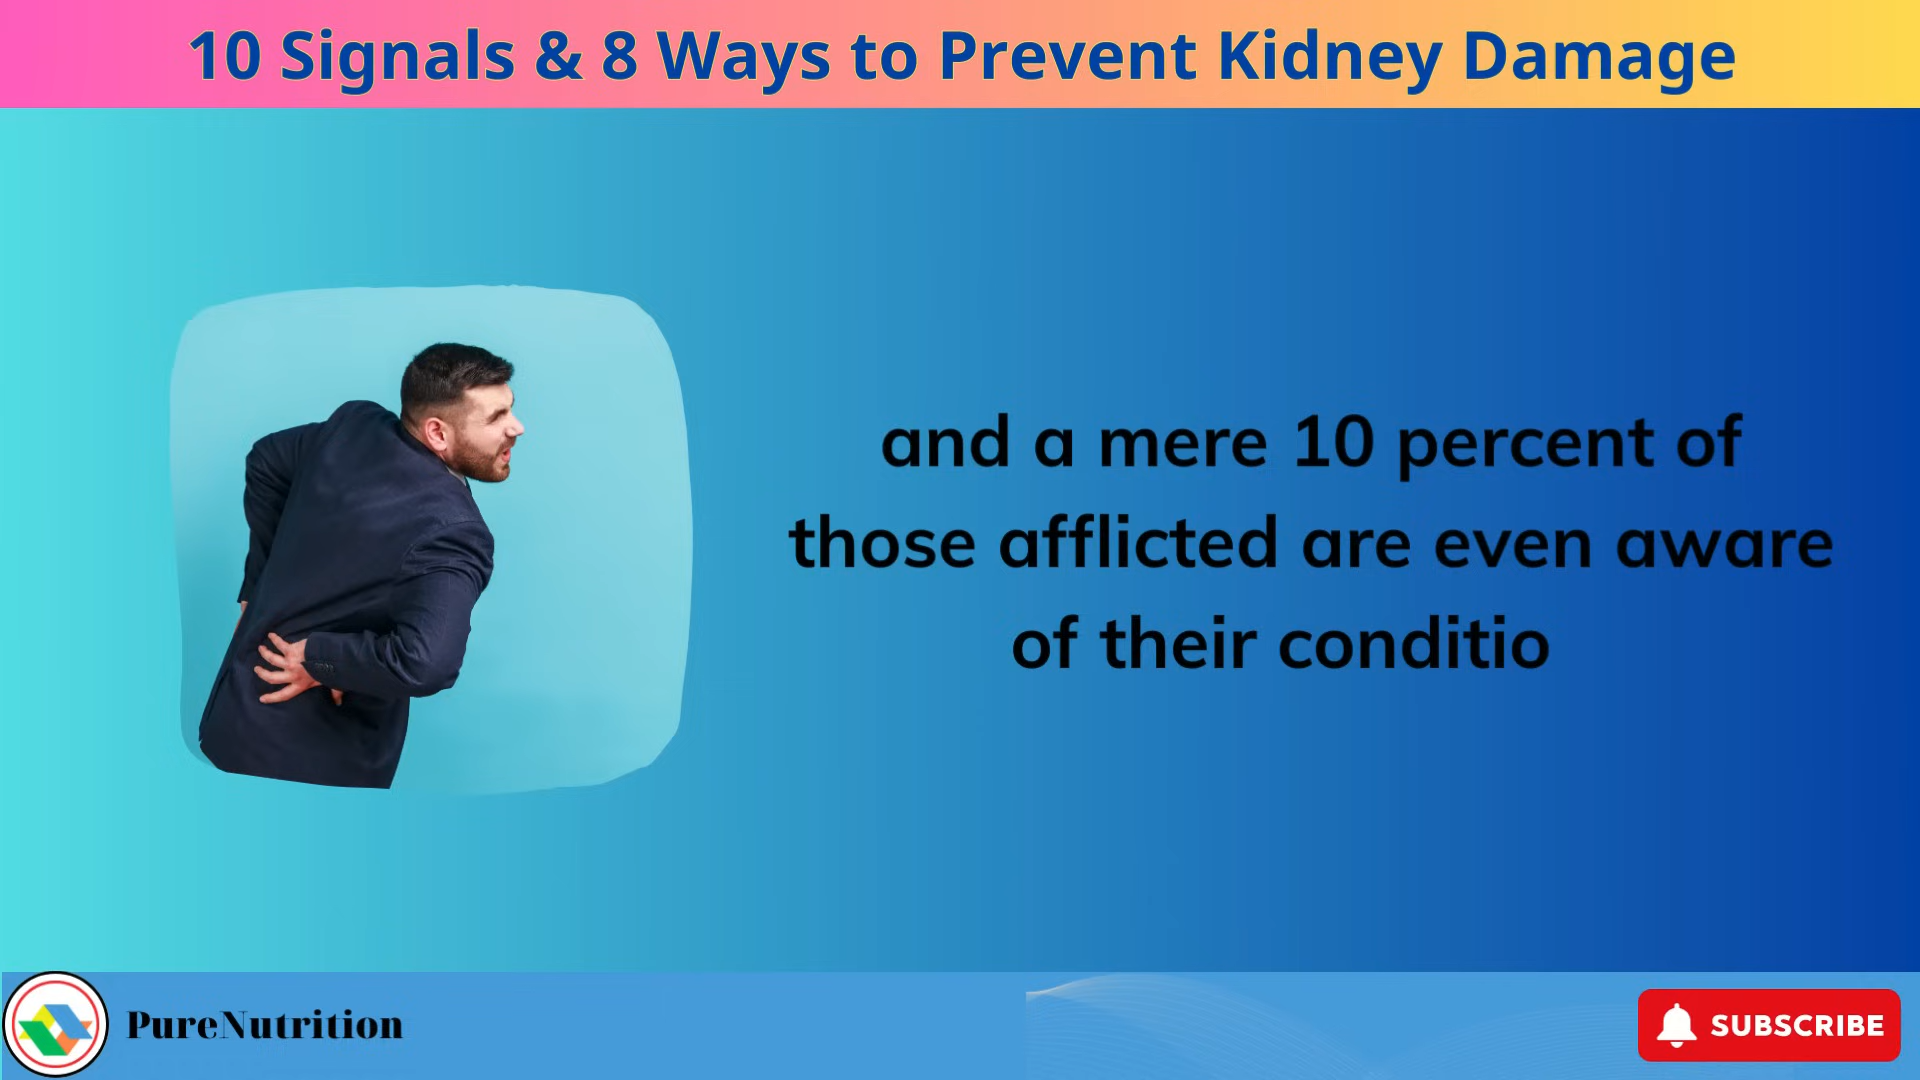 10 Signals & 8 Ways to Prevent Kidney Damage
and a mere 10 percent of
those afflicted are even aware
of their conditio
PureNutrition
SUBSCRIBE